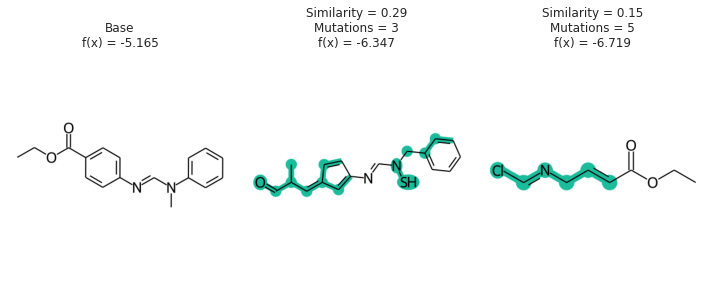 Base
f(x) = -5.165
Similarity = 0.29
Mutations = 3
f(x) = -6.347
Similarity = 0.15
Mutations = 5
f(x) = -6.719
O
O
N
N
O
N
N
SH
Cl
N
O
O